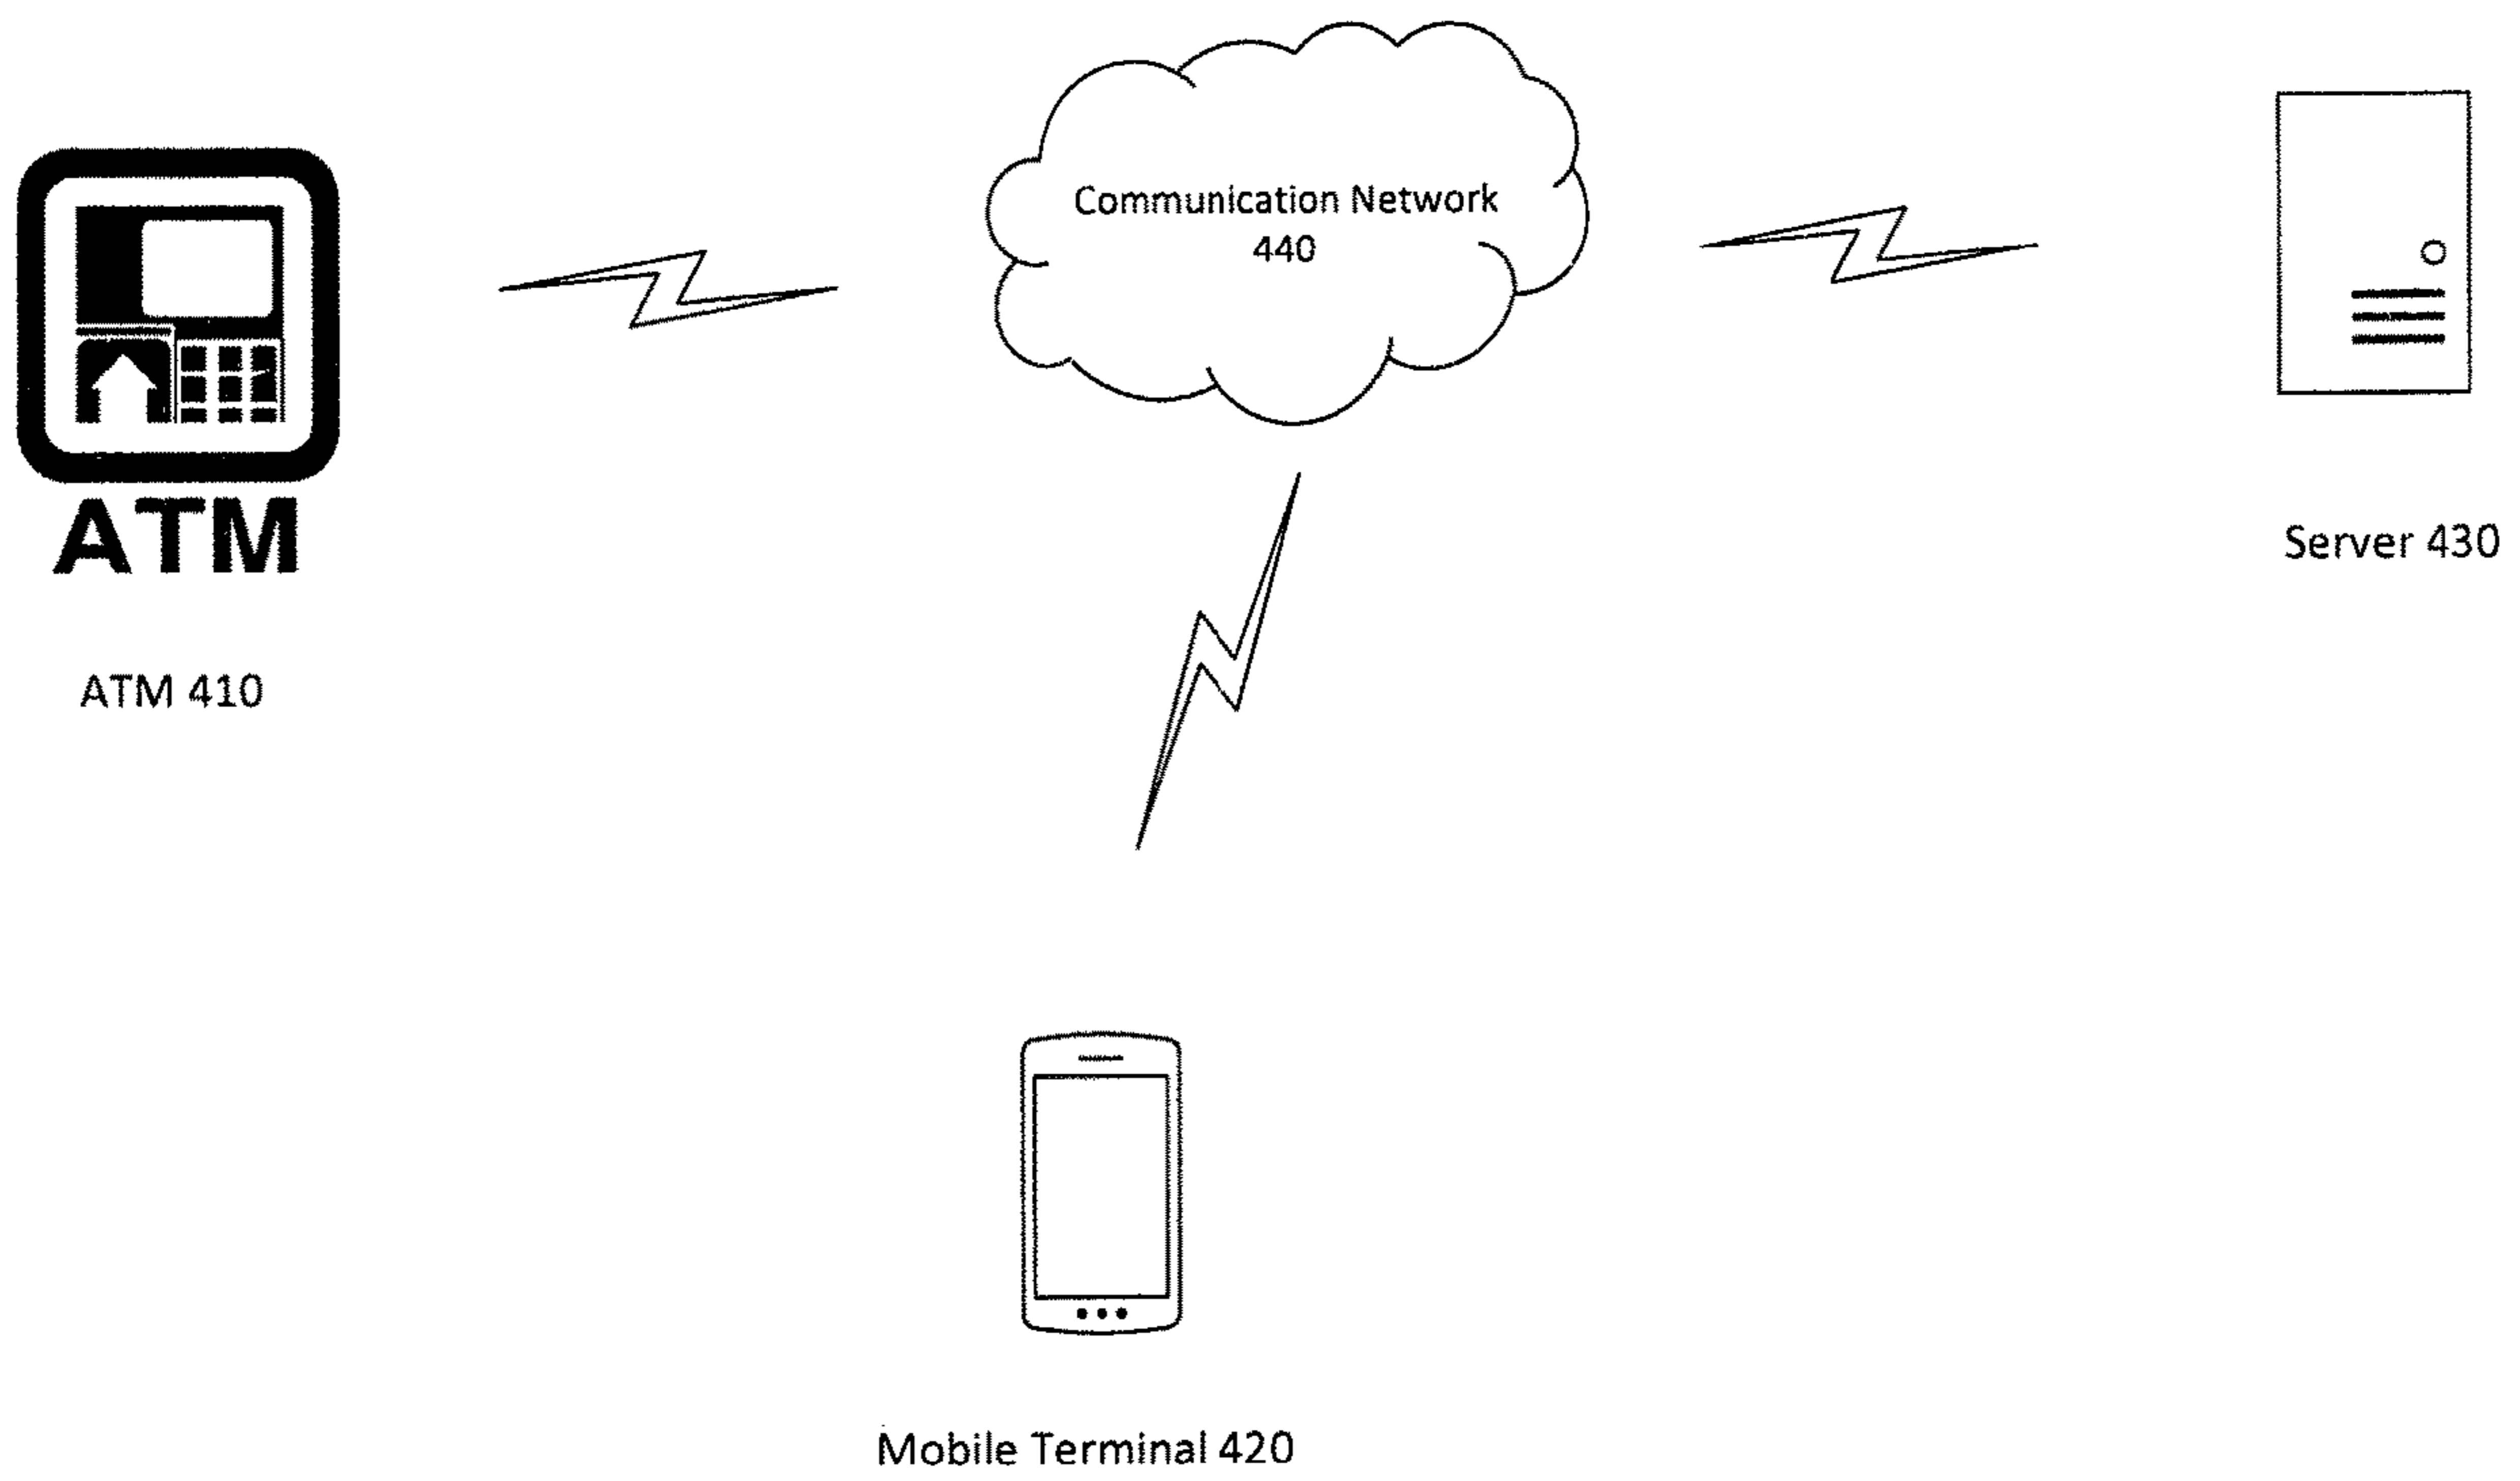 Communication Network
440
ATM
Server 430
ATM 410
Mobile Terminal 420